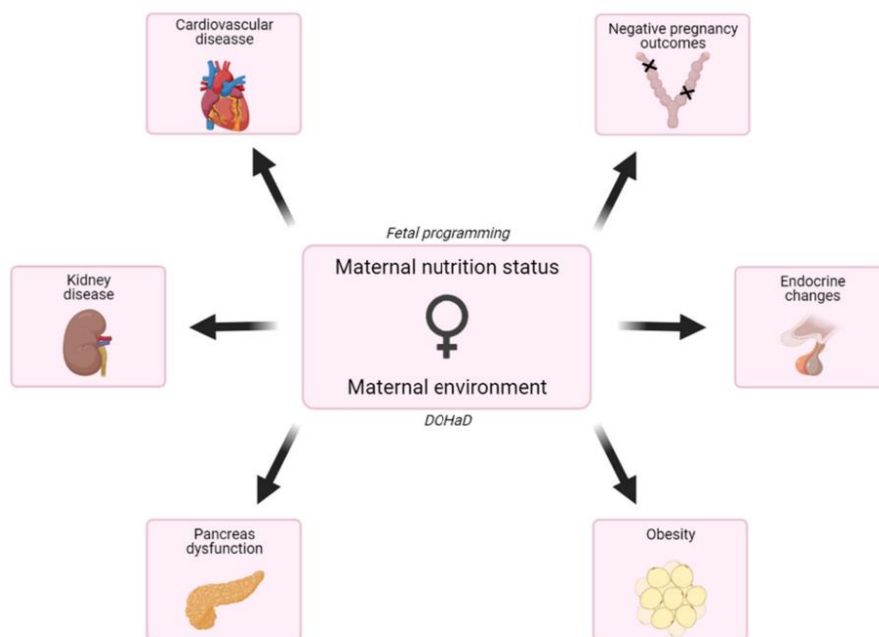 Cardiovascular
diseasse
Negative pregnancy
outcomes
Fetal programming
Maternal nutrition status
Maternal environment
DOHaD
Kidney
disease
Endocrine
changes
Pancreas
dysfunction
Obesity